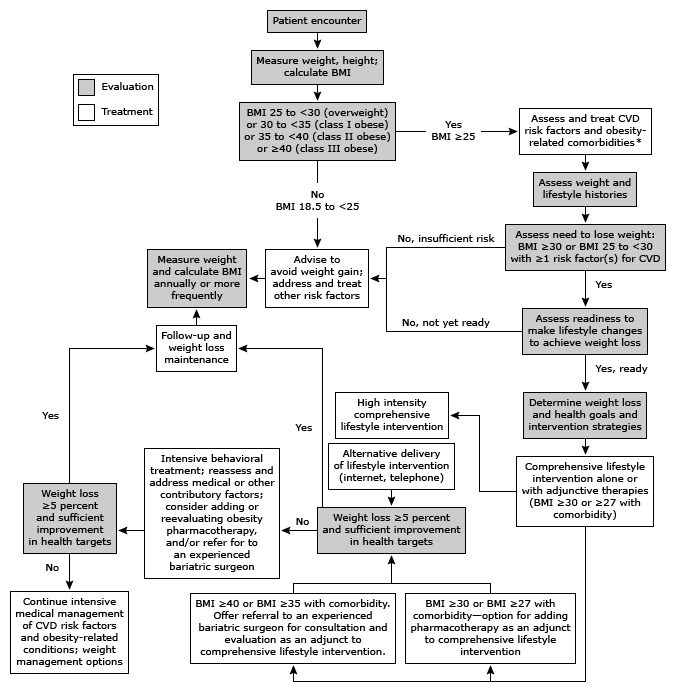 Patient encounter
Measure weight, height;
calculate BMI
Evaluation
Treatment
BMI 25 to <30 (overweight)
or 30 to <35 (class I obese)
or 35 to <40 (class II obese)
or ≥40 (class III obese)
Yes
BMI ≥25
Assess and treat CVD
risk factors and obesity-
related comorbidities*
Assess weight and
lifestyle histories
No
BMI 18.5 to <25
Assess need to lose weight:
BMI ≥30 or BMI 25 to <30
with ≥1 risk factor(s) for CVD
No, insufficient risk
Measure weight
and calculate BMI
annually or more
frequently
Advise to
avoid weight gain;
address and treat
other risk factors
Yes
Assess readiness to
make lifestyle changes
to achieve weight loss
No, not yet ready
Follow-up and
weight loss
maintenance
Yes, ready
Determine weight loss
and health goals and
intervention strategies
High intensity
comprehensive
lifestyle intervention
Yes
Yes
Alternative delivery
of lifestyle intervention
(internet, telephone)
Comprehensive lifestyle
intervention alone or
with adjunctive therapies
(BMI ≥30 or ≥27 with
comorbidity)
Intensive behavioral
treatment; reassess and
address medical or other
contributory factors;
consider adding or
reevaluating obesity
pharmacotherapy,
and/or refer for to
an experienced
bariatric surgeon
Weight loss
≥5 percent
and sufficient
improvement
in health targets
No
Weight loss ≥5 percent
and sufficient improvement
in health targets
No
Continue intensive
medical management
of CVD risk factors
and obesity-related
conditions; weight
management options
BMI ≥40 or BMI ≥35 with comorbidity.
Offer referral to an experienced
bariatric surgeon for consultation and
evaluation as an adjunct to
comprehensive lifestyle intervention.
BMI ≥30 or BMI ≥27 with
comorbidity—option for adding
pharmacotherapy as an adjunct
to comprehensive lifestyle
intervention